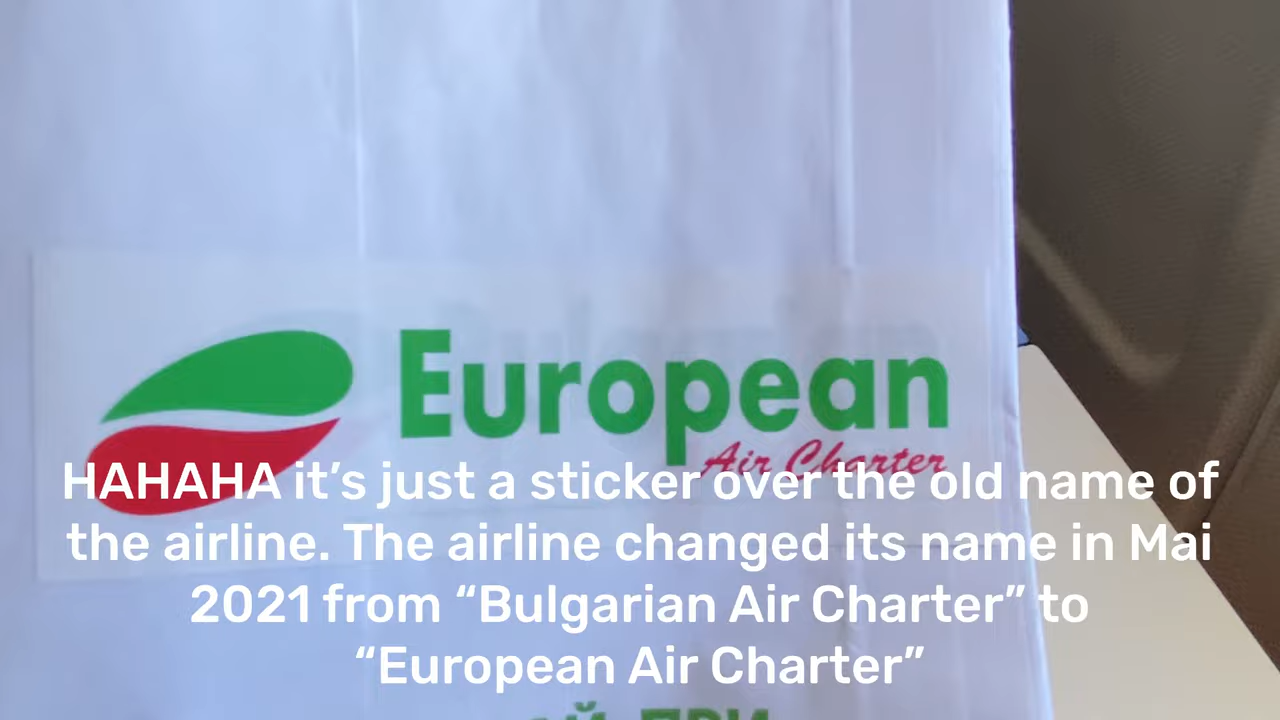 European
Air Charter
HAHAHA it’s just a sticker over the old name of
the airline. The airline changed its name in Mai
2021 from “Bulgarian Air Charter” to
“European Air Charter”
ПРИ